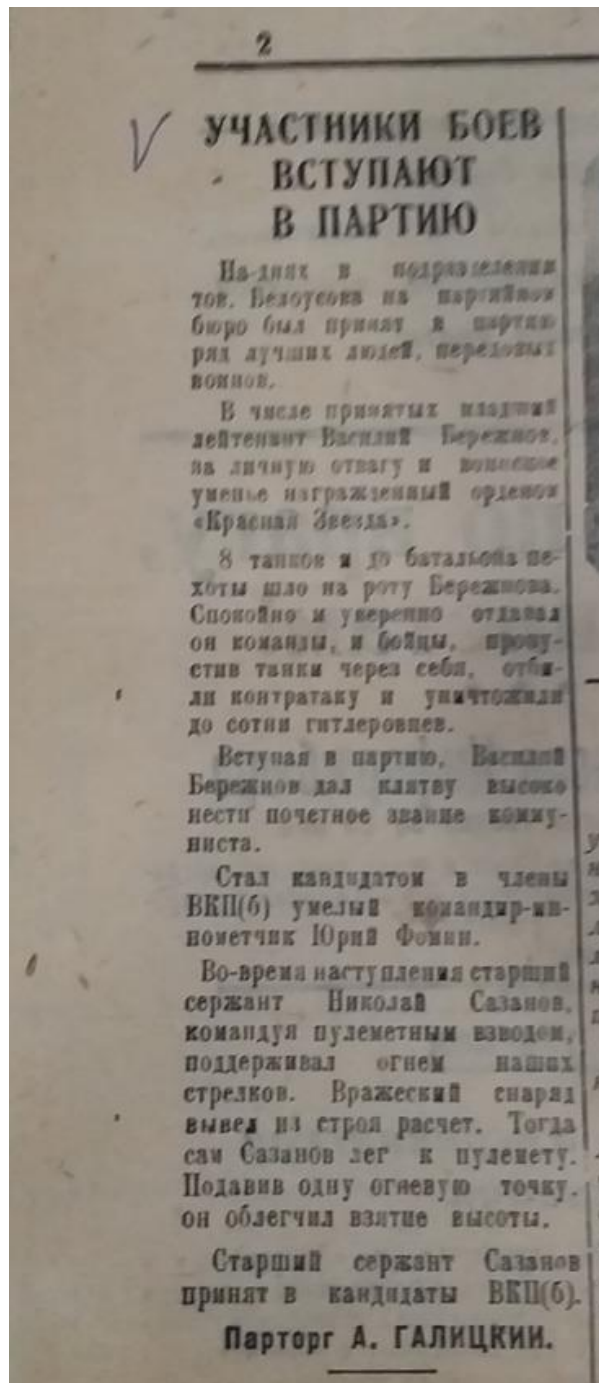 2
УЧАСТНИКИ БОЕВ
ВСТУПАЮТ
В ПАРТИЮ
На-днях в подразделении
тов. Белоусова на партийном
бюро был принят в партию
ряд лучших людей, передовых
воинов.
В числе принятых младший
лейтенант Василий Бережнов,
за личную отвагу и воинское
уменье награжденный орденом
«Красная Звезда».
8 танков и до батальона пе-
хоты шло на роту Бережнова.
Спокойно и уверенно отдавал
он команды, и бойцы, пропу-
стив танки через себя, отби-
ли контратаку и уничтожили
до сотни гитлеровцев.
Вступая в партию, Василий
Бережнов дал клятву высоко
нести почетное звание комму-
ниста.
Стал кандидатом в члены
ВКП(б) умелый командир-ми-
нометчик Юрий Фомин.
Во-время наступления старший
сержант Николай Сазанов,
командуя пулеметным взводом,
поддерживал огнем наших
стрелков. Вражеский снаряд
вывел из строя расчет. Тогда
сам Сазанов лег к пулемету.
Подавив одну огневую точку,
он облегчил взятие высоты.
Старший сержант Сазанов
принят в кандидаты ВКП(б).
Парторг А. ГАЛИЦКИЙ.